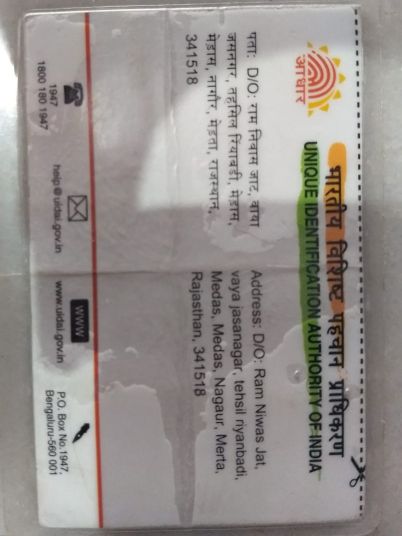 भारतीय विशिष्ट पहचान प्राधिकरण
UNIQUE IDENTIFICATION AUTHORITY OF INDIA
आधार
पता: D/O: राम निवास जाट, वाया
जसनगर, तहसिल रियाबडी, मेड़ास,
मेड़ास, नागौर, मेड़ता, राजस्थान,
341518
Address: D/O: Ram Niwas Jat,
vaya jasanagar, tehsil riyanbadi,
Medas, Medas, Nagaur, Merta,
Rajasthan, 341518
1947
1800 180 1947
help@uidai.gov.in
WWW
www.uidai.gov.in
P.O. Box No.1947,
Bengaluru-560 001